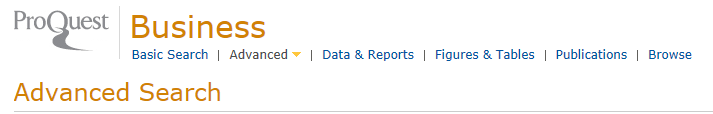 ProQuest
Business
Basic Search | Advanced | Data & Reports | Figures & Tables | Publications | Browse
Advanced Search